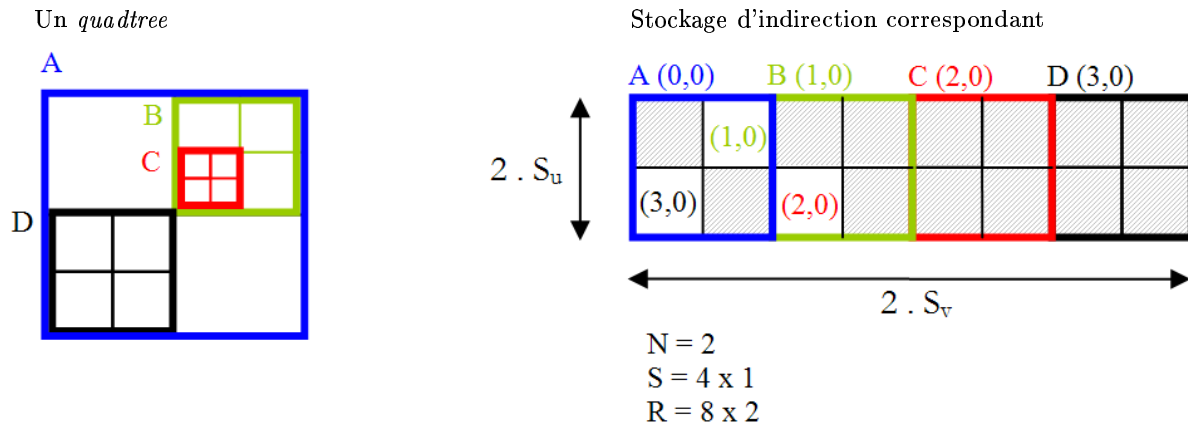 Un quadtree
Stockage d'indirection correspondant
A
B
C
D
A (0,0)
B (1,0)
C (2,0)
D (3,0)
(1,0)
(3,0)
(2,0)
2 . Su
2 . Sv
N = 2
S = 4 x 1
R = 8 x 2